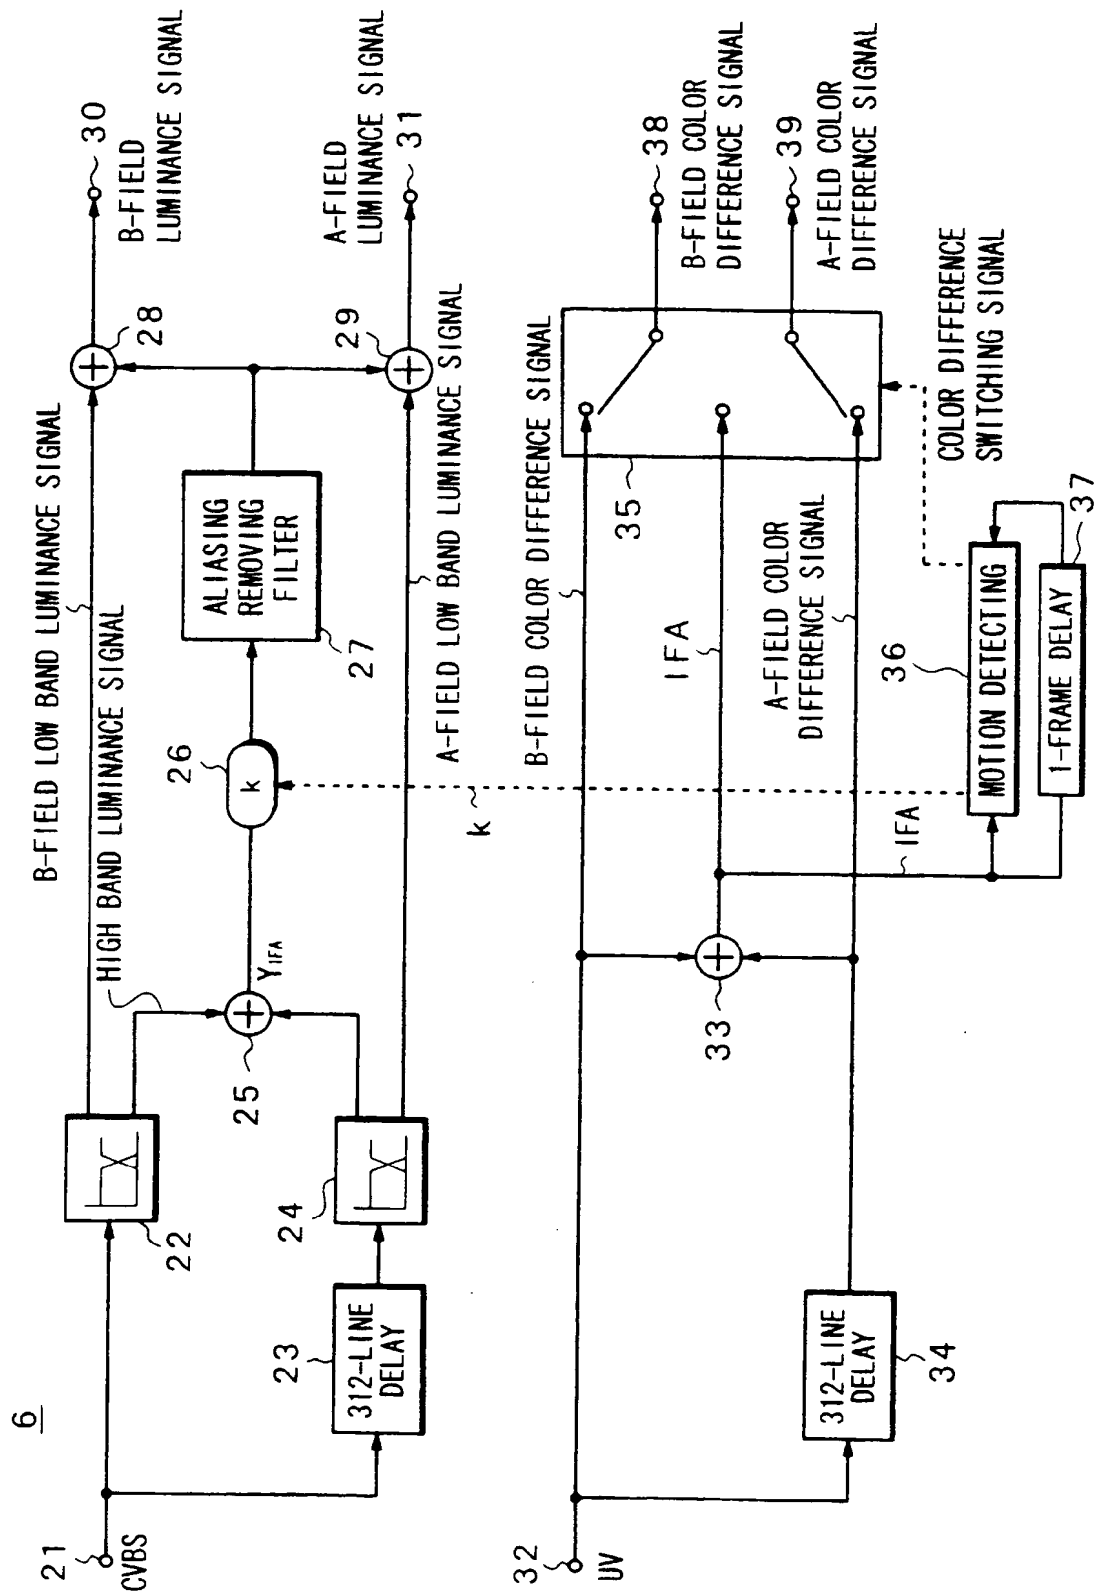 6
21
CVBS
22
23
312-LINE
DELAY
24
B-FIELD LOW BAND LUMINANCE SIGNAL
HIGH BAND LUMINANCE SIGNAL
25
YIFA
26
k
k
ALIASING
REMOVING
FILTER
27
A-FIELD LOW BAND LUMINANCE SIGNAL
28
29
30
B-FIELD
LUMINANCE SIGNAL
A-FIELD
LUMINANCE SIGNAL
31
32
UV
312-LINE
DELAY
34
33
B-FIELD COLOR DIFFERENCE SIGNAL
IFA
A-FIELD COLOR
DIFFERENCE SIGNAL
IFA
36
MOTION DETECTING
1-FRAME DELAY
37
35
COLOR DIFFERENCE
SWITCHING SIGNAL
38
B-FIELD COLOR
DIFFERENCE SIGNAL
39
A-FIELD COLOR
DIFFERENCE SIGNAL